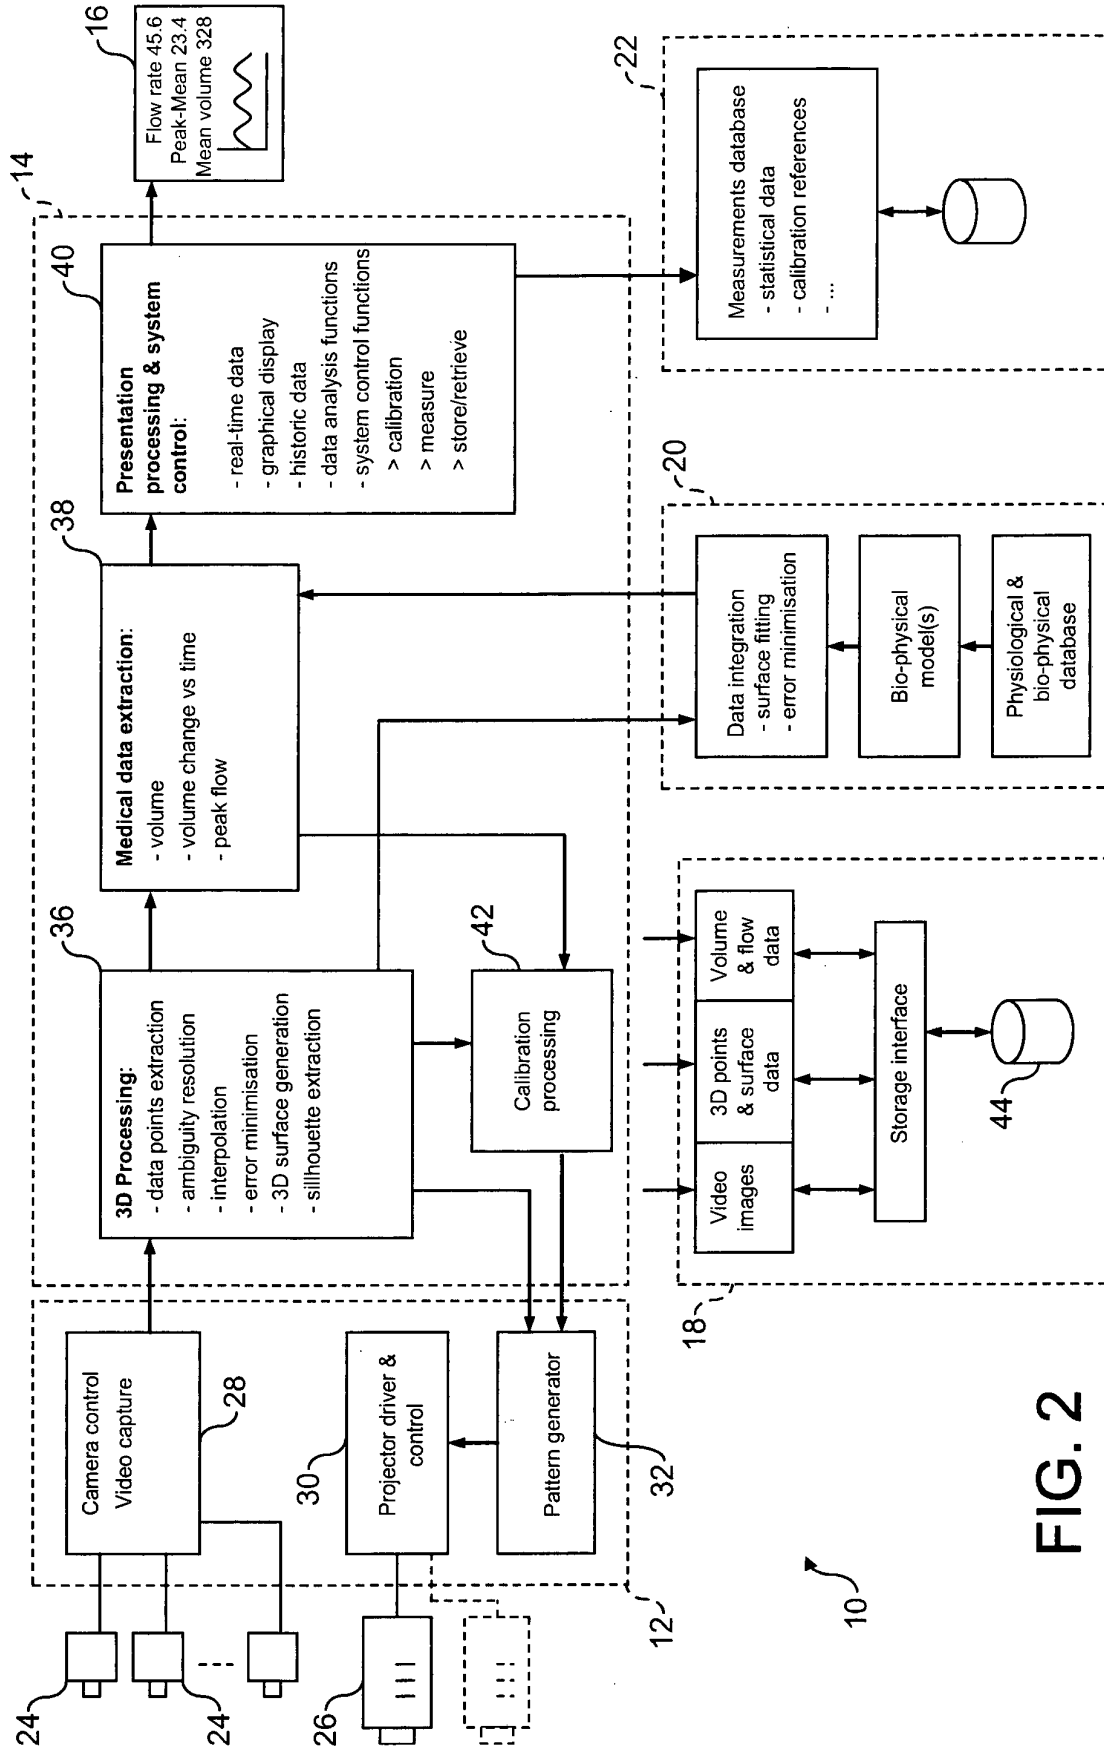 24
24
26
Camera control
Video capture
28
30
Projector driver &
control
Pattern generator
32
12
36
3D Processing:
- data points extraction
- ambiguity resolution
- interpolation
- error minimisation
- 3D surface generation
- sillhouette extraction
38
Medical data extraction:
- volume
- volume change vs time
- peak flow
42
Calibration
processing
40
Presentation
processing & system
control:
- real-time data
- graphical display
- historic data
- data analysis functions
- system control functions
> calibration
> measure
> store/retrieve
14
16
Flow rate 45.6
Peak-Mean 23.4
Mean volume 328
18
Video
images
3D points
& surface
data
Volume
& flow
data
Storage interface
44
20
Data integration
- surface fitting
- error minimisation
Bio-physical
model(s)
Physiological &
bio-physical
database
22
Measurements database
- statistical data
- calibration references
- ...
10
FIG. 2